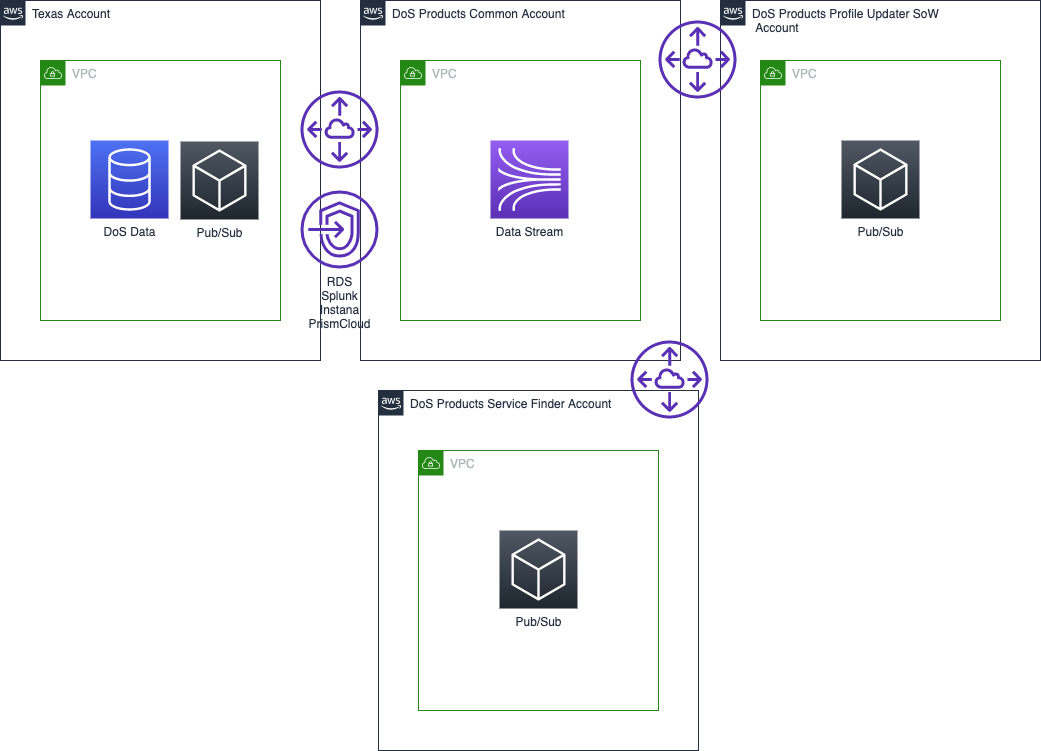 aws
Texas Account
VPC
DoS Data
Pub/Sub
RDS
Splunk
Instana
PrismCloud
aws
DoS Products Common Account
VPC
Data Stream
aws
DoS Products Profile Updater SoW
Account
VPC
Pub/Sub
aws
DoS Products Service Finder Account
VPC
Pub/Sub